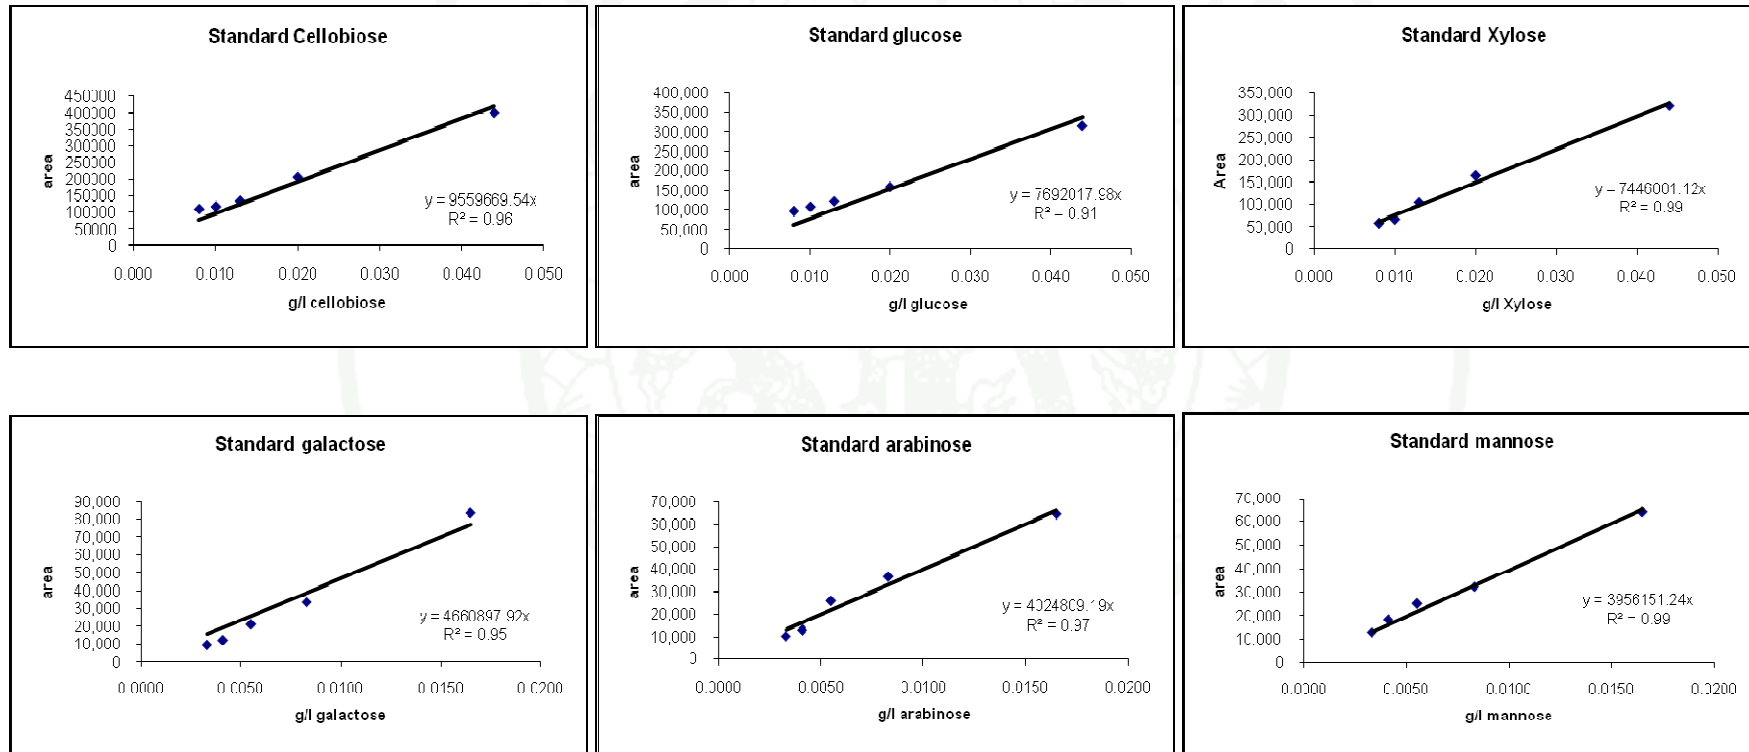 Standard Cellobiose
450000
400000
350000
300000
250000
200000
150000
100000
50000
0
area
y = 9559669.54x
R² = 0.96
0.000 0.010 0.020 0.030 0.040 0.050
g/l cellobiose
Standard glucose
400,000
350,000
300,000
250,000
200,000
150,000
100,000
50,000
0
area
y = 7692017.98x
R² = 0.91
0.000 0.010 0.020 0.030 0.040 0.050
g/l glucose
Standard Xylose
350,000
300,000
250,000
200,000
150,000
100,000
50,000
0
Area
y = 7446001.12x
R² = 0.99
0.000 0.010 0.020 0.030 0.040 0.050
g/l Xylose
Standard galactose
90,000
80,000
70,000
60,000
50,000
40,000
30,000
20,000
10,000
0
area
y = 4660897.92x
R² = 0.95
0.0000 0.0050 0.0100 0.0150 0.0200
g/l galactose
Standard arabinose
70,000
60,000
50,000
40,000
30,000
20,000
10,000
0
area
y = 4024809.19x
R² = 0.97
0.0000 0.0050 0.0100 0.0150 0.0200
g/l arabinose
Standard mannose
70,000
60,000
50,000
40,000
30,000
20,000
10,000
0
area
y = 3956151.24x
R² = 0.99
0.0000 0.0050 0.0100 0.0150 0.0200
g/l mannose